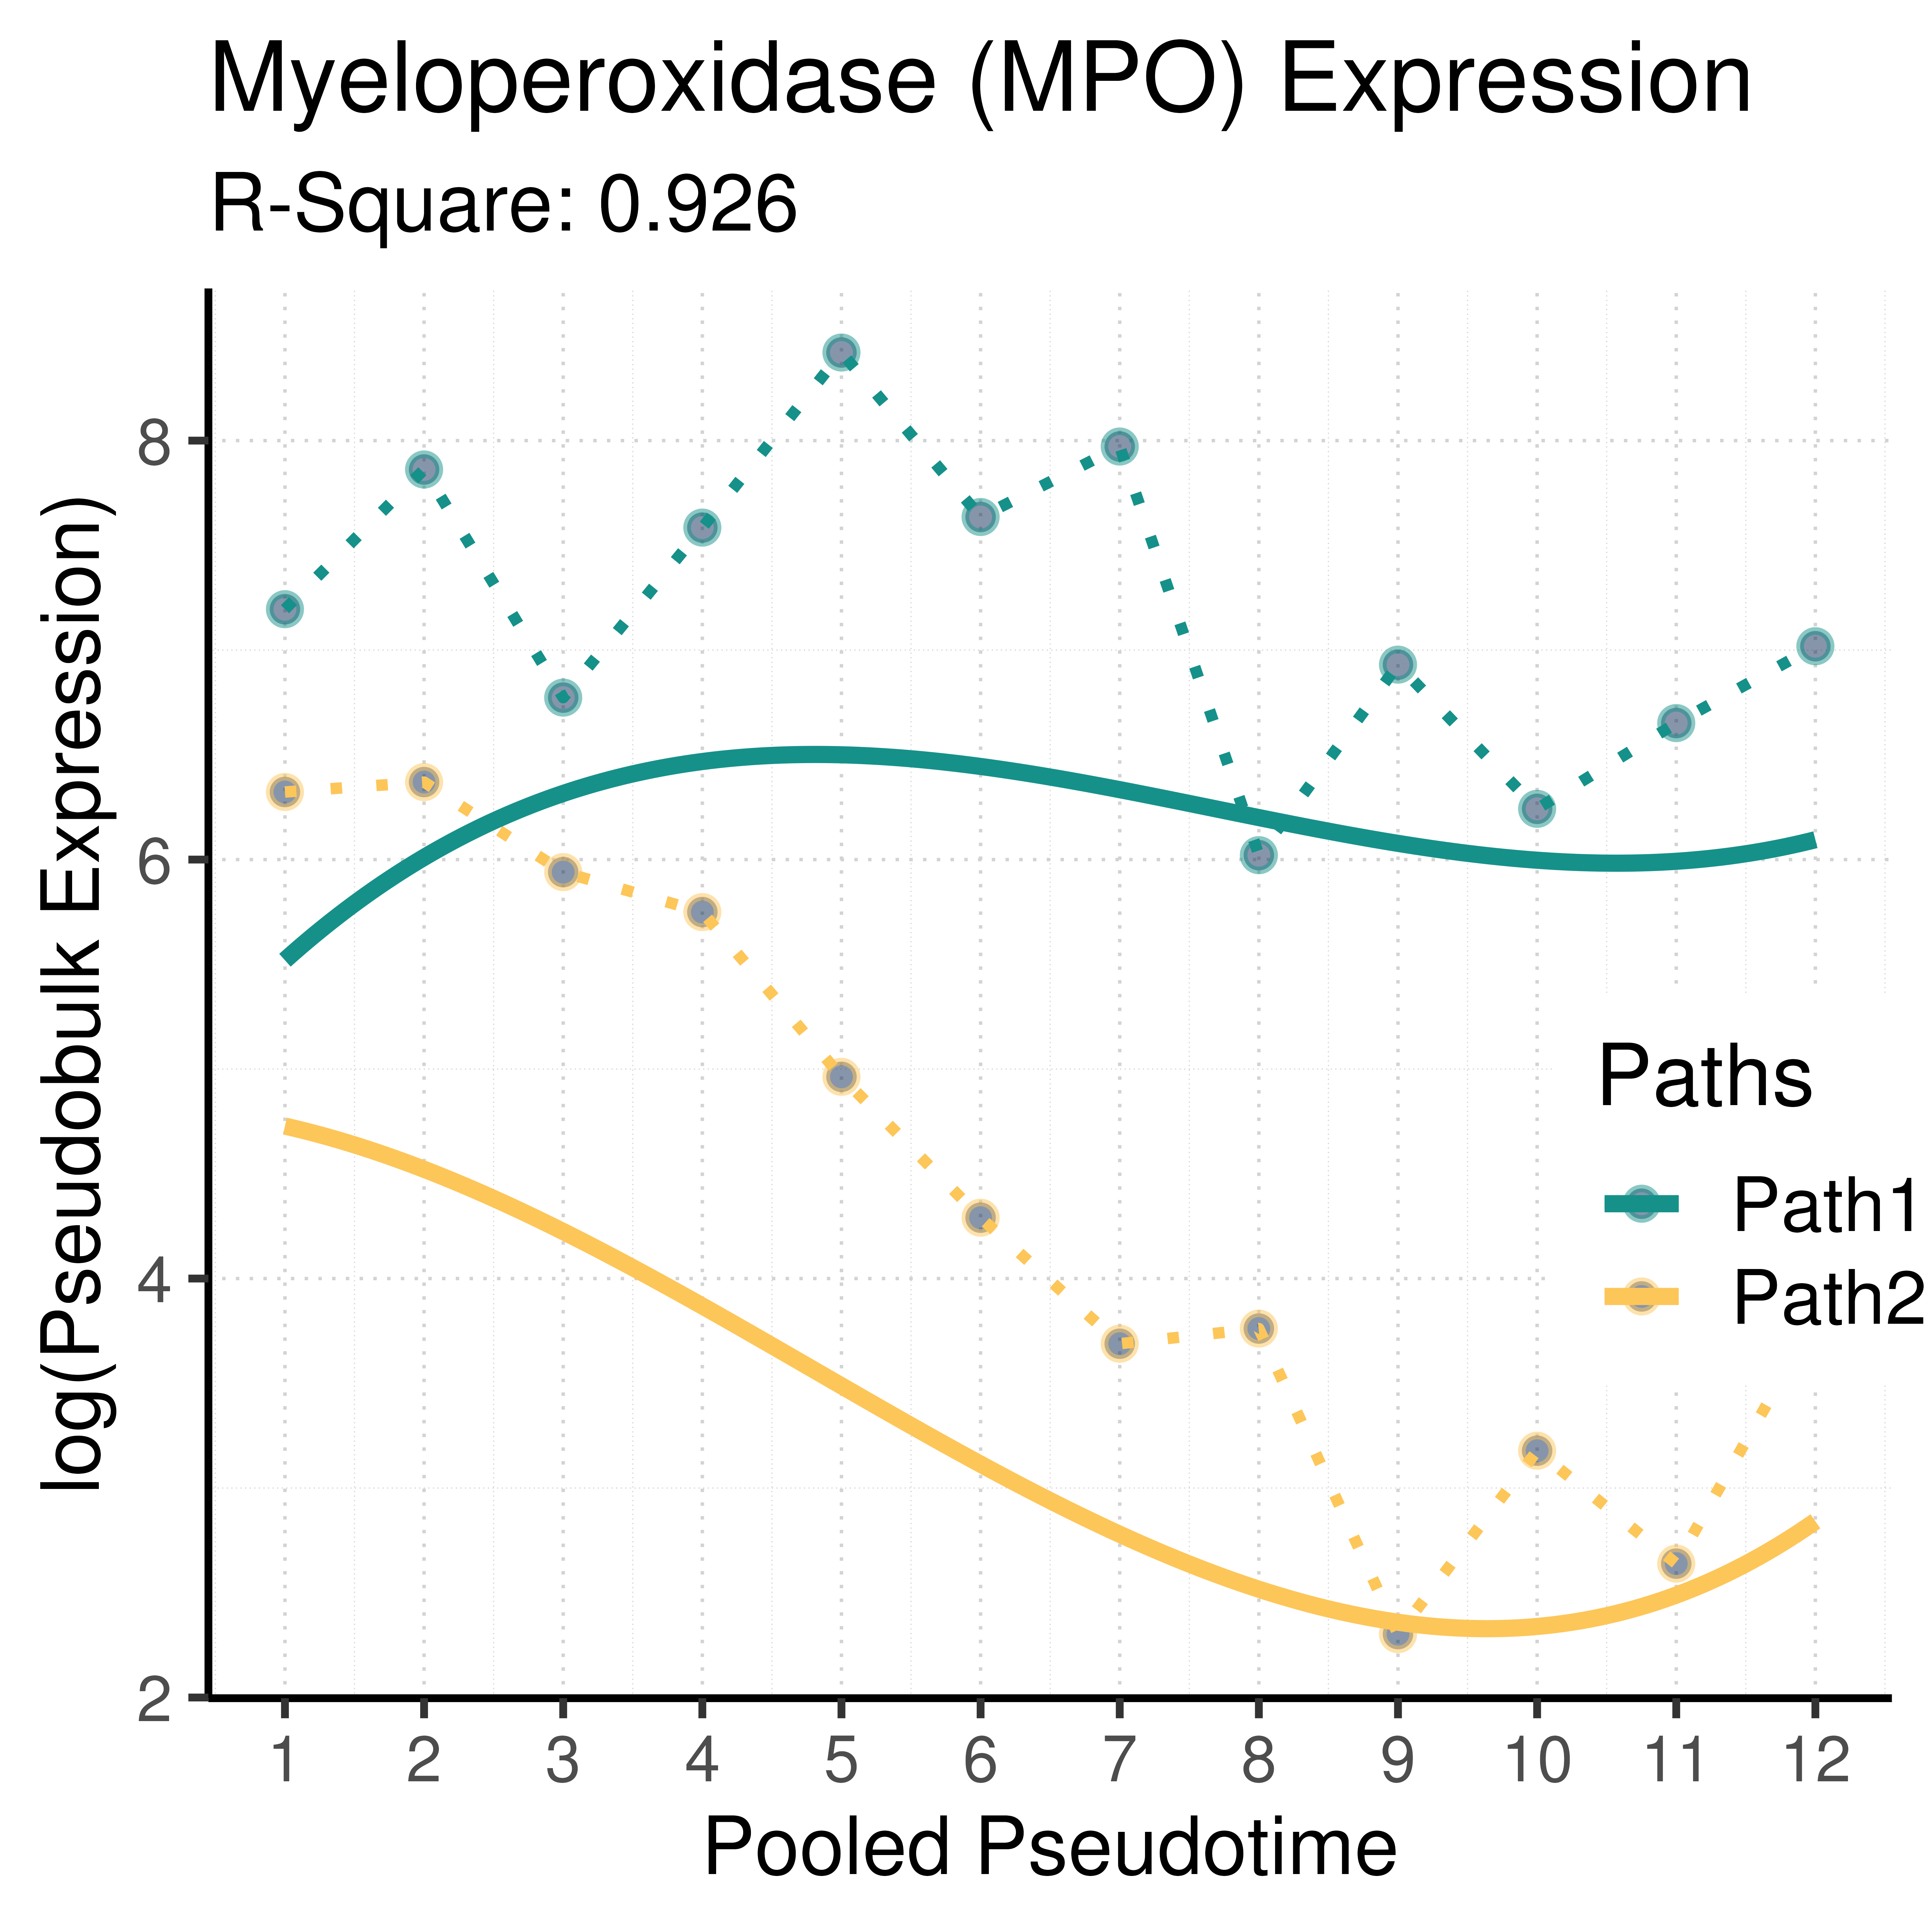 Myeloperoxidase (MPO) Expression
R-Square: 0.926
log(Pseudobulk Expression)
8
6
4
2
1 2 3 4 5 6 7 8 9 10 11 12
Pooled Pseudotime
Paths
Path1
Path2